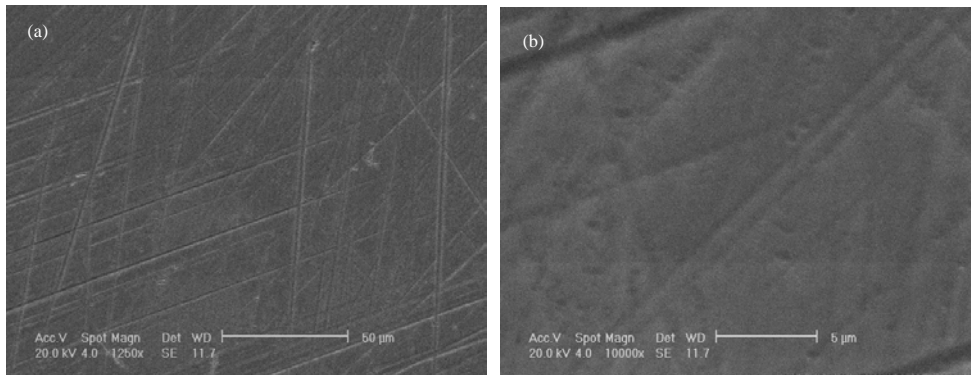 (a)
Acc.V Spot Magn Det WD 50 µm
20.0 kV 4.0 1250x SE 11.7
(b)
Acc.V Spot Magn Det WD 5 µm
20.0 kV 4.0 10000x SE 11.7